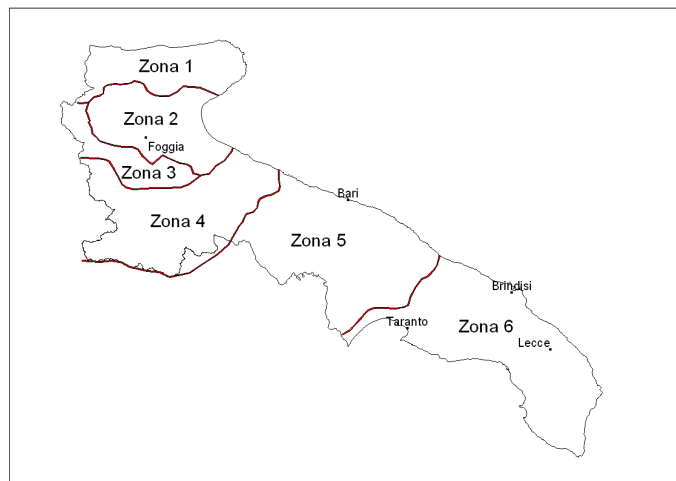 Zona 1
Zona 2
Foggia
Zona 3
Bari
Zona 4
Zona 5
Brindisi
Taranto
Zona 6
Lecce